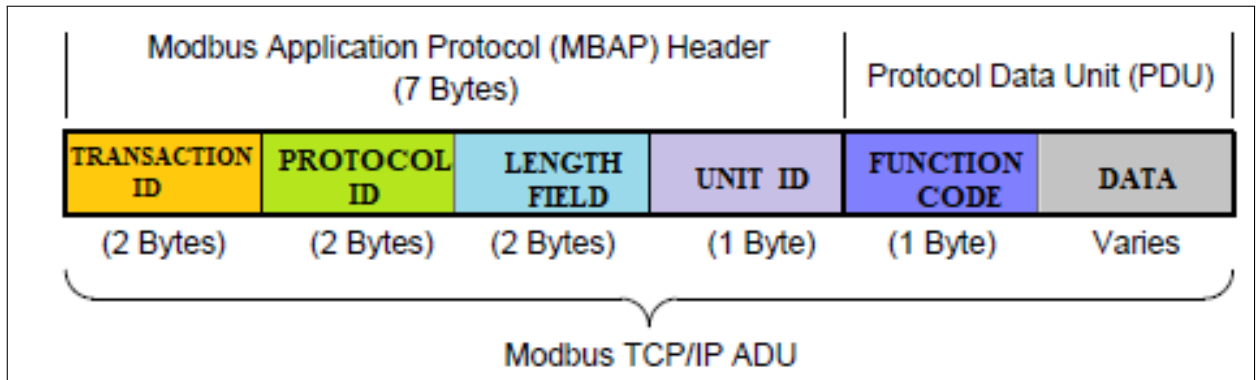 Modbus Application Protocol (MBAP) Header
(7 Bytes)
Protocol Data Unit (PDU)
TRANSACTION
ID
PROTOCOL
ID
LENGTH
FIELD
UNIT ID
FUNCTION
CODE
DATA
(2 Bytes)
(2 Bytes)
(2 Bytes)
(1 Byte)
(1 Byte)
Varies
Modbus TCP/IP ADU